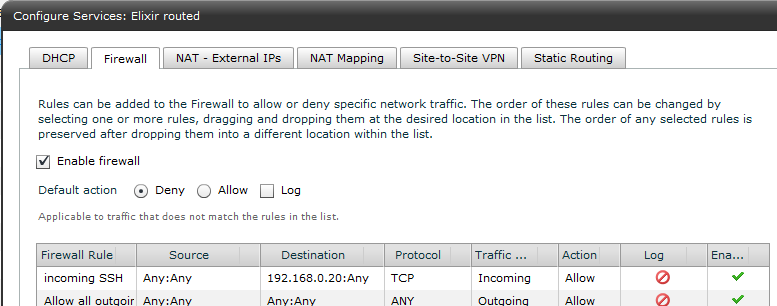 Configure Services: Elixir routed
DHCP Firewall NAT - External IPs NAT Mapping Site-to-Site VPN Static Routing
Rules can be added to the Firewall to allow or deny specific network traffic. The order of these rules can be changed by
selecting one or more rules, dragging and dropping them at the desired location in the list. The order of any selected rules is
preserved after dropping them into a different location within the list.
Enable firewall
Default action Deny Allow Log
Applicable to traffic that does not match the rules in the list.
Firewall Rule Source Destination Protocol Traffic ... Action Log Ena...
incoming SSH Any:Any 192.168.0.20:Any TCP Incoming Allow
Allow all outgoir Any:Any Any:Any ANY Outgoing Allow